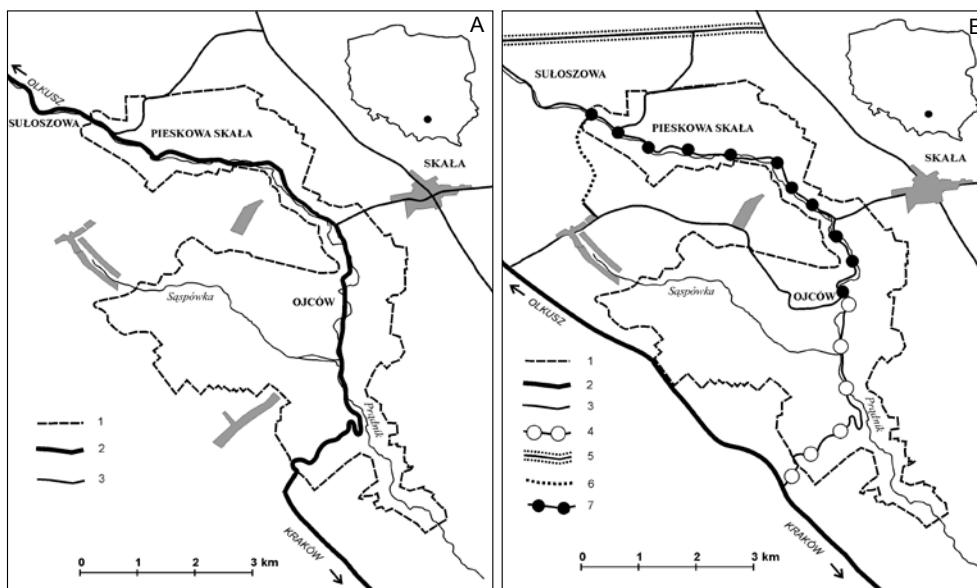 A
OLKUSZ
SUŁOSZOWA
PIESKOWA SKAŁA
SKAŁA
Sąspówka
OJCÓW
Prądnik
1
2
3
KRAKÓW
0 1 2 3 km
B
SUŁOSZOWA
PIESKOWA SKAŁA
SKAŁA
OLKUSZ
Sąspówka
OJCÓW
Prądnik
1
2
3
4
5
6
7
KRAKÓW
0 1 2 3 km